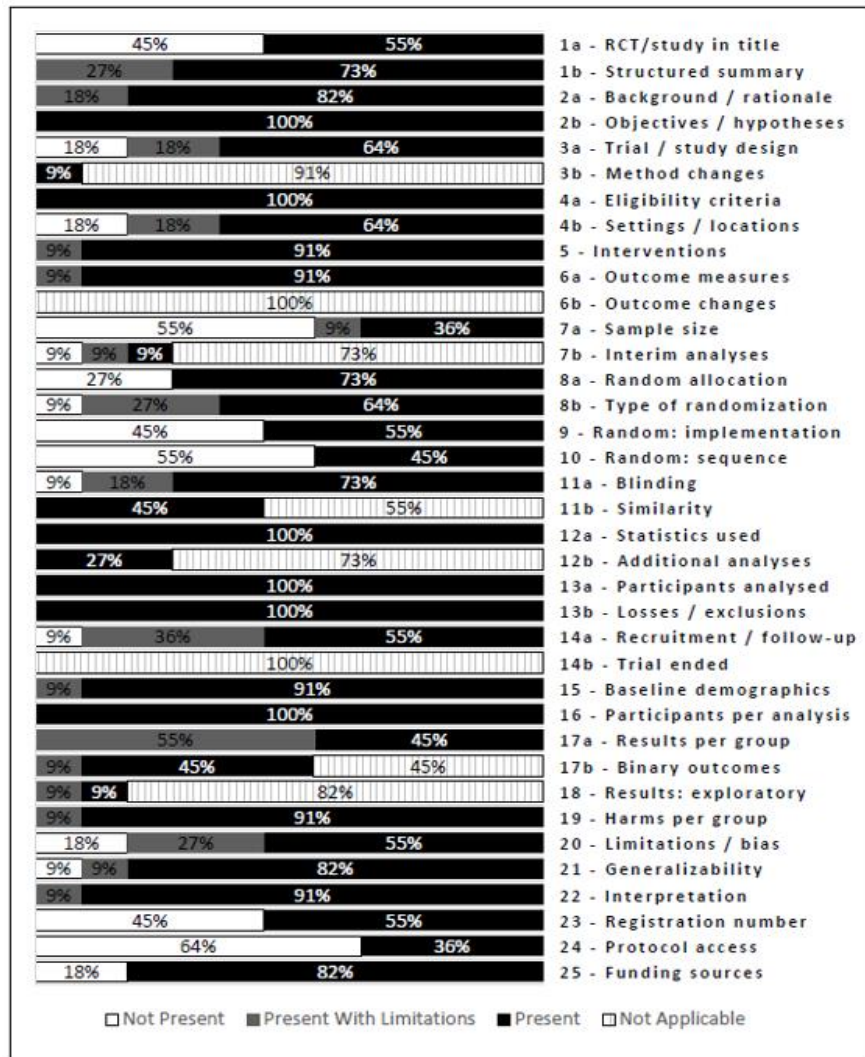 45% 55% 1a - RCT/study in title
27% 73% 1b - Structured summary
18% 82% 2a - Background / rationale
100% 2b - Objectives / hypotheses
18% 18% 64% 3a - Trial / study design
9% 91% 3b - Method changes
100% 4a - Eligibility criteria
18% 18% 64% 4b - Settings / locations
9% 91% 5 - Interventions
9% 91% 6a - Outcome measures
100% 6b - Outcome changes
55% 9% 36% 7a - Sample size
9% 9% 9% 73% 7b - Interim analyses
27% 73% 8a - Random allocation
9% 27% 64% 8b - Type of randomization
45% 55% 9 - Random: implementation
55% 45% 10 - Random: sequence
9% 18% 73% 11a - Blinding
45% 55% 11b - Similarity
100% 12a - Statistics used
27% 73% 12b - Additional analyses
100% 13a - Participants analysed
100% 13b - Losses / exclusions
9% 36% 55% 14a - Recruitment / follow-up
100% 14b - Trial ended
9% 91% 15 - Baseline demographics
100% 16 - Participants per analysis
55% 45% 17a - Results per group
9% 45% 45% 17b - Binary outcomes
9% 9% 82% 18 - Results: exploratory
9% 91% 19 - Harms per group
18% 27% 55% 20 - Limitations / bias
9% 9% 82% 21 - Generalizability
9% 91% 22 - Interpretation
45% 55% 23 - Registration number
64% 36% 24 - Protocol access
18% 82% 25 - Funding sources
Not Present Present With Limitations Present Not Applicable